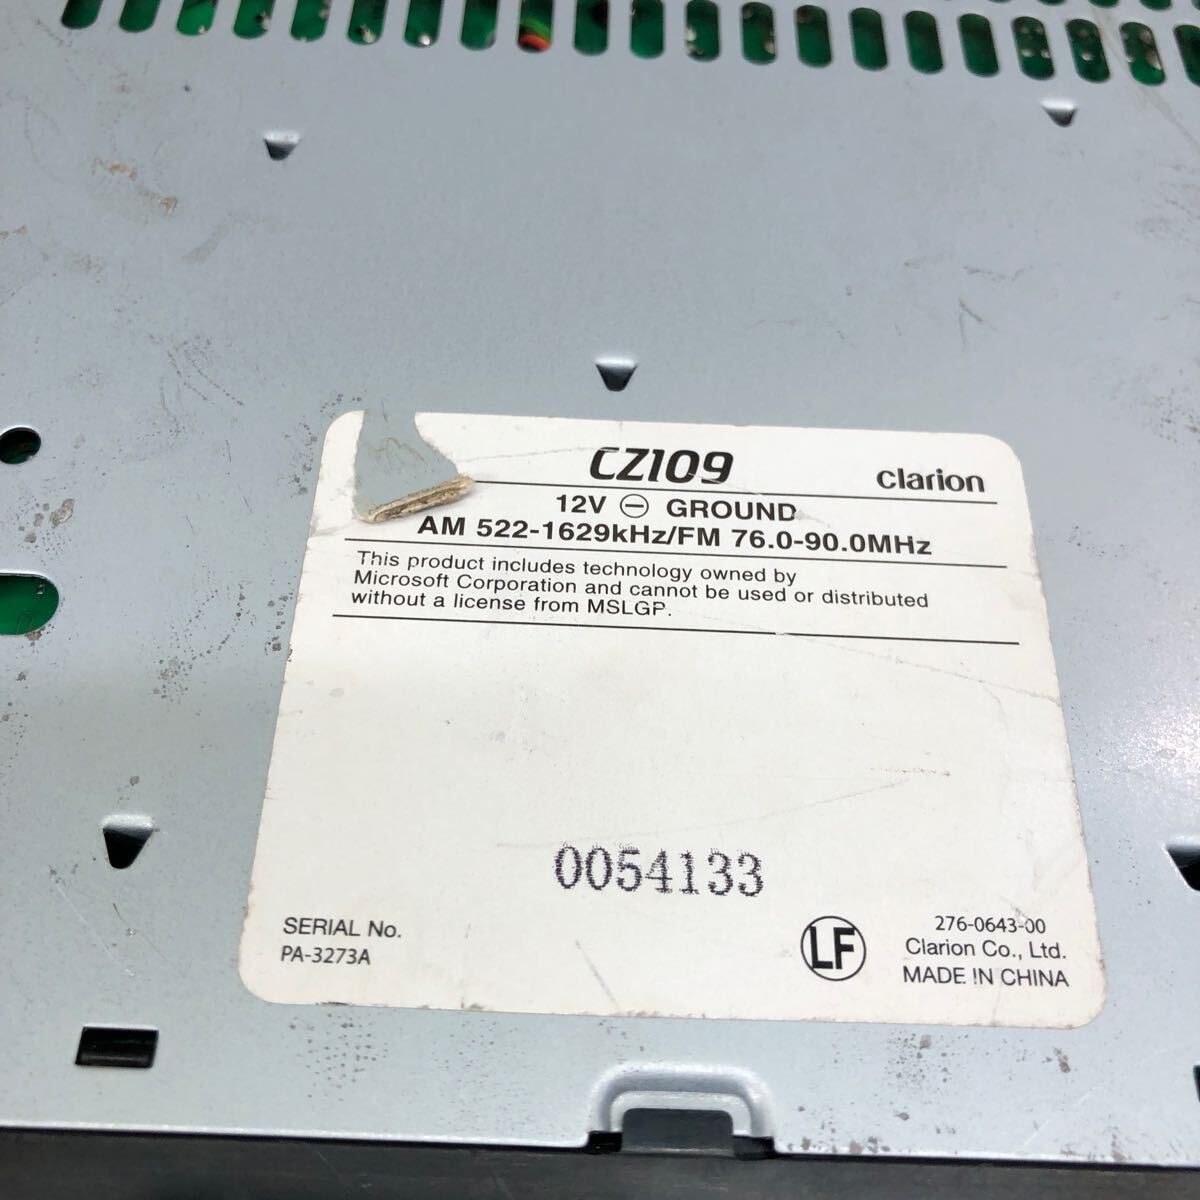 CZ109
clarion
12V ⊖ GROUND
AM 522-1629kHz/FM 76.0-90.0MHz
This product includes technology owned by
Microsoft Corporation and cannot be used or distributed
without a license from MSLGP.
0054133
SERIAL No.
PA-3273A
LF
276-0643-00
Clarion Co., Ltd.
MADE IN CHINA